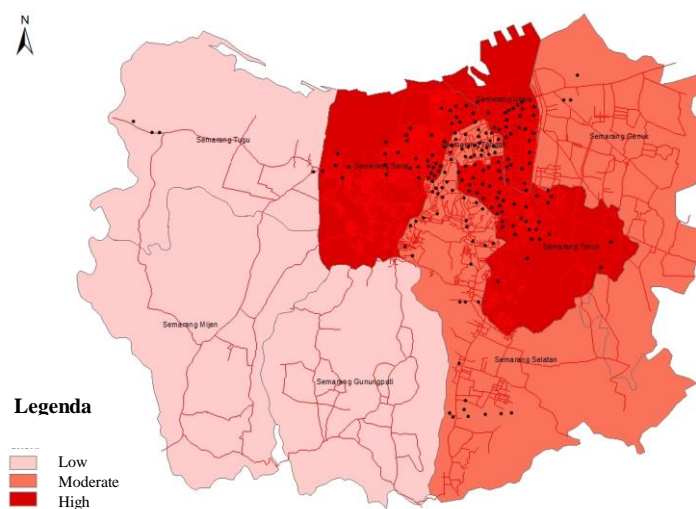 N
Semarang Utara
Semarang Tugu
Semarang Genuk
Semarang Barat
Semarang Tengah
Semarang Timur
Semarang Mijen
Semarang Selatan
Semarang Gunungpati
Legenda
Low
Moderate
High